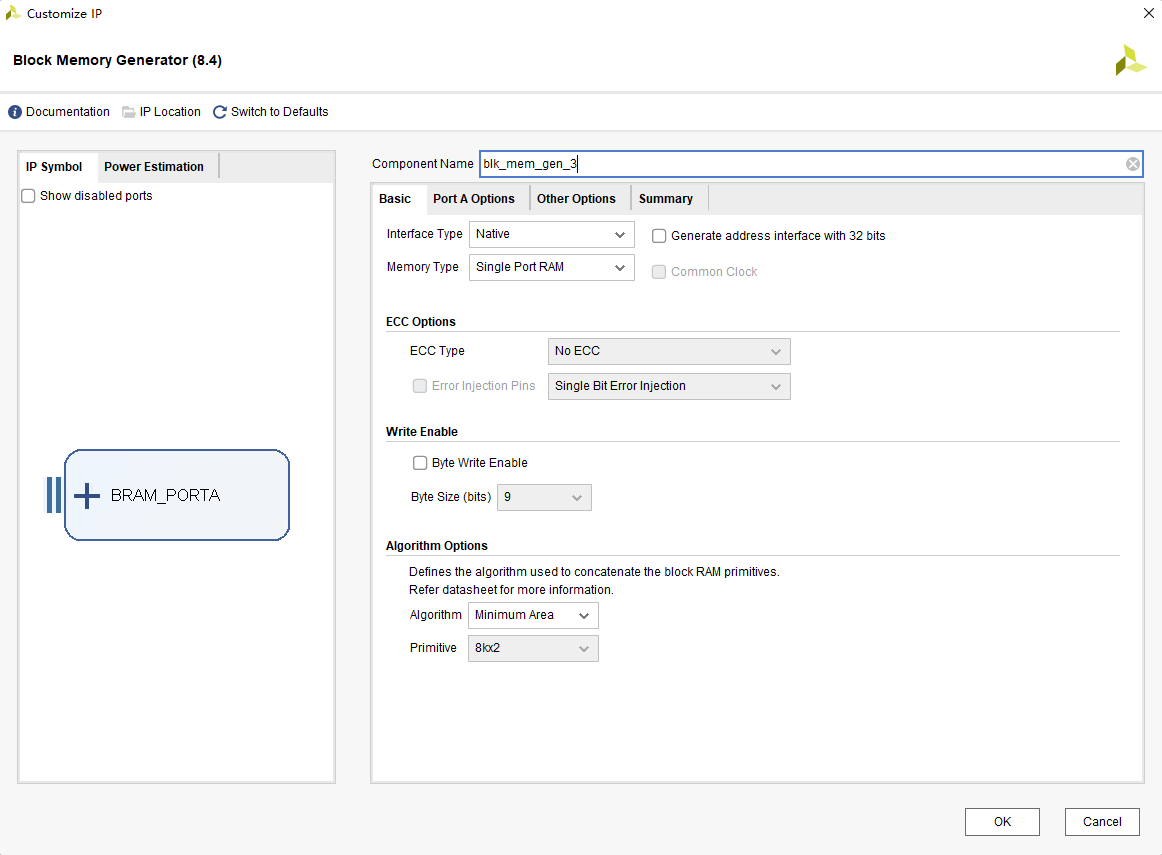 Customize IP
Block Memory Generator (8.4)
Documentation IP Location Switch to Defaults
IP Symbol Power Estimation
Show disabled ports
BRAM_PORTA
Component Name blk_mem_gen_3
Basic Port A Options Other Options Summary
Interface Type Native Generate address interface with 32 bits
Memory Type Single Port RAM Common Clock
ECC Options
ECC Type No ECC
Error Injection Pins Single Bit Error Injection
Write Enable
Byte Write Enable
Byte Size (bits) 9
Algorithm Options
Defines the algorithm used to concatenate the block RAM primitives.
Refer datasheet for more information.
Algorithm Minimum Area
Primitive 8kx2
OK Cancel